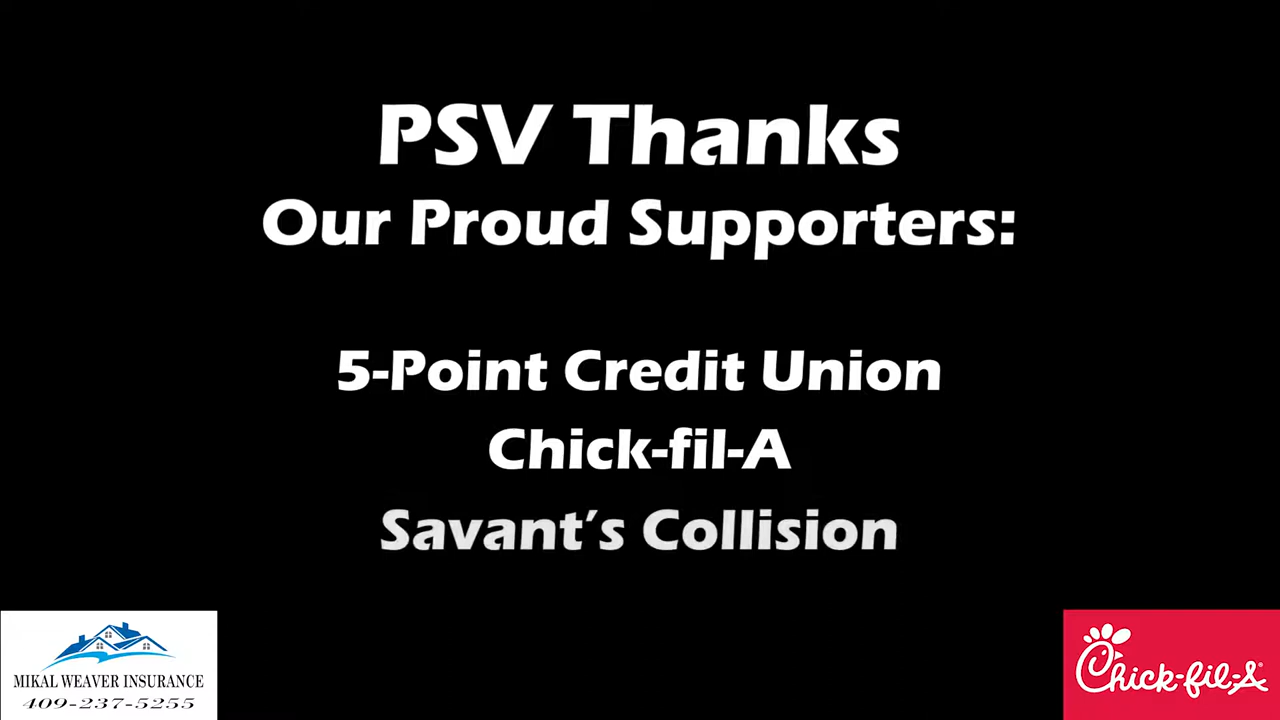 PSV Thanks
Our Proud Supporters:
5-Point Credit Union
Chick-fil-A
Savant's Collision
MIKAL WEAVER INSURANCE
409-237-5255
Chick-fil-A®